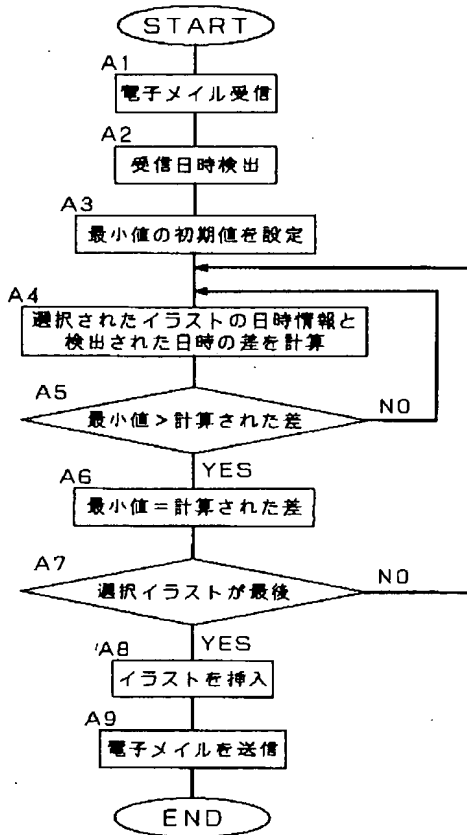 START
A1
電子メイル受信
A2
受信日時検出
A3
最小値の初期値を設定
A4
選択されたイラストの日時情報と
検出された日時の差を計算
A5
最小値>計算された差
NO
YES
A6
最小値=計算された差
A7
選択イラストが最後
NO
YES
A8
イラストを挿入
A9
電子メイルを送信
END